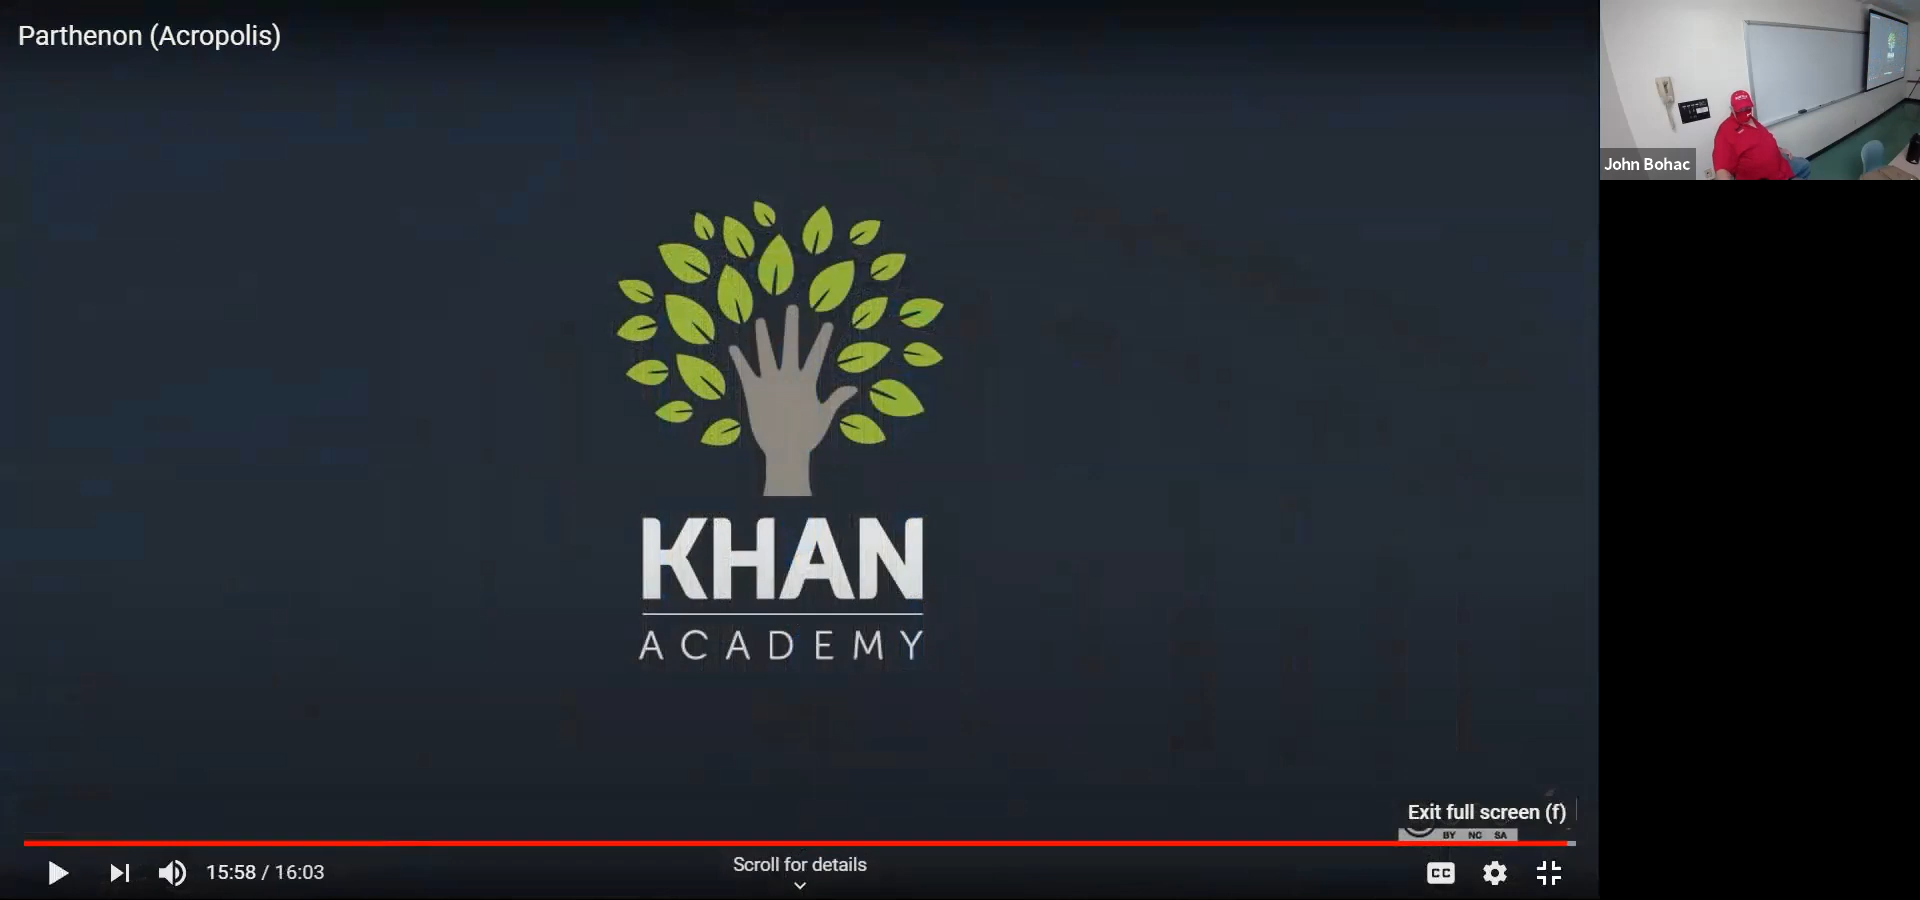 Parthenon (Acropolis)
John Bohac
KHAN
ACADEMY
Exit full screen (f)
BY NC SA
15:58 / 16:03
Scroll for details
CC